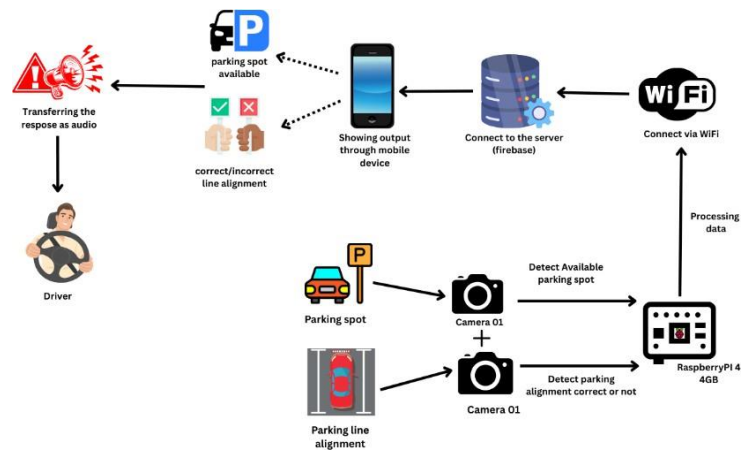 P
parking spot
available
Transferring the
respose as audio
correct/incorrect
line alignment
Showing output
through mobile
device
Connect to the server
(firebase)
WiFi
Connect via WiFi
Processing
data
Driver
P
Parking spot
Camera 01
Detect Available
parking spot
+
Camera 01
Detect parking
alignment correct or not
RaspberryPI 4
4GB
Parking line
alignment